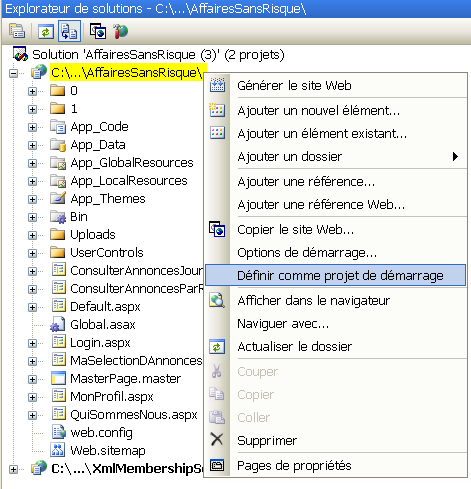 Explorateur de solutions - C:\...\AffairesSansRisque\
Solution 'AffairesSansRisque (3)' (2 projets)
C:\...\AffairesSansRisque\
0
1
App_Code
App_Data
App_GlobalResources
App_LocalResources
App_Themes
Bin
Uploads
UserControls
ConsulterAnnoncesJour
ConsulterAnnoncesParR
Default.aspx
Global.asax
Login.aspx
MaSelectionDAnnonces
MasterPage.master
MonProfil.aspx
QuiSommesNous.aspx
web.config
Web.sitemap
C:\...\XmlMembershipSe
Générer le site Web
Ajouter un nouvel élément...
Ajouter un élément existant...
Ajouter un dossier
Ajouter une référence...
Ajouter une référence Web...
Copier le site Web...
Options de démarrage...
Définir comme projet de démarrage
Afficher dans le navigateur
Naviguer avec...
Actualiser le dossier
Couper
Copier
Coller
Supprimer
Pages de propriétés